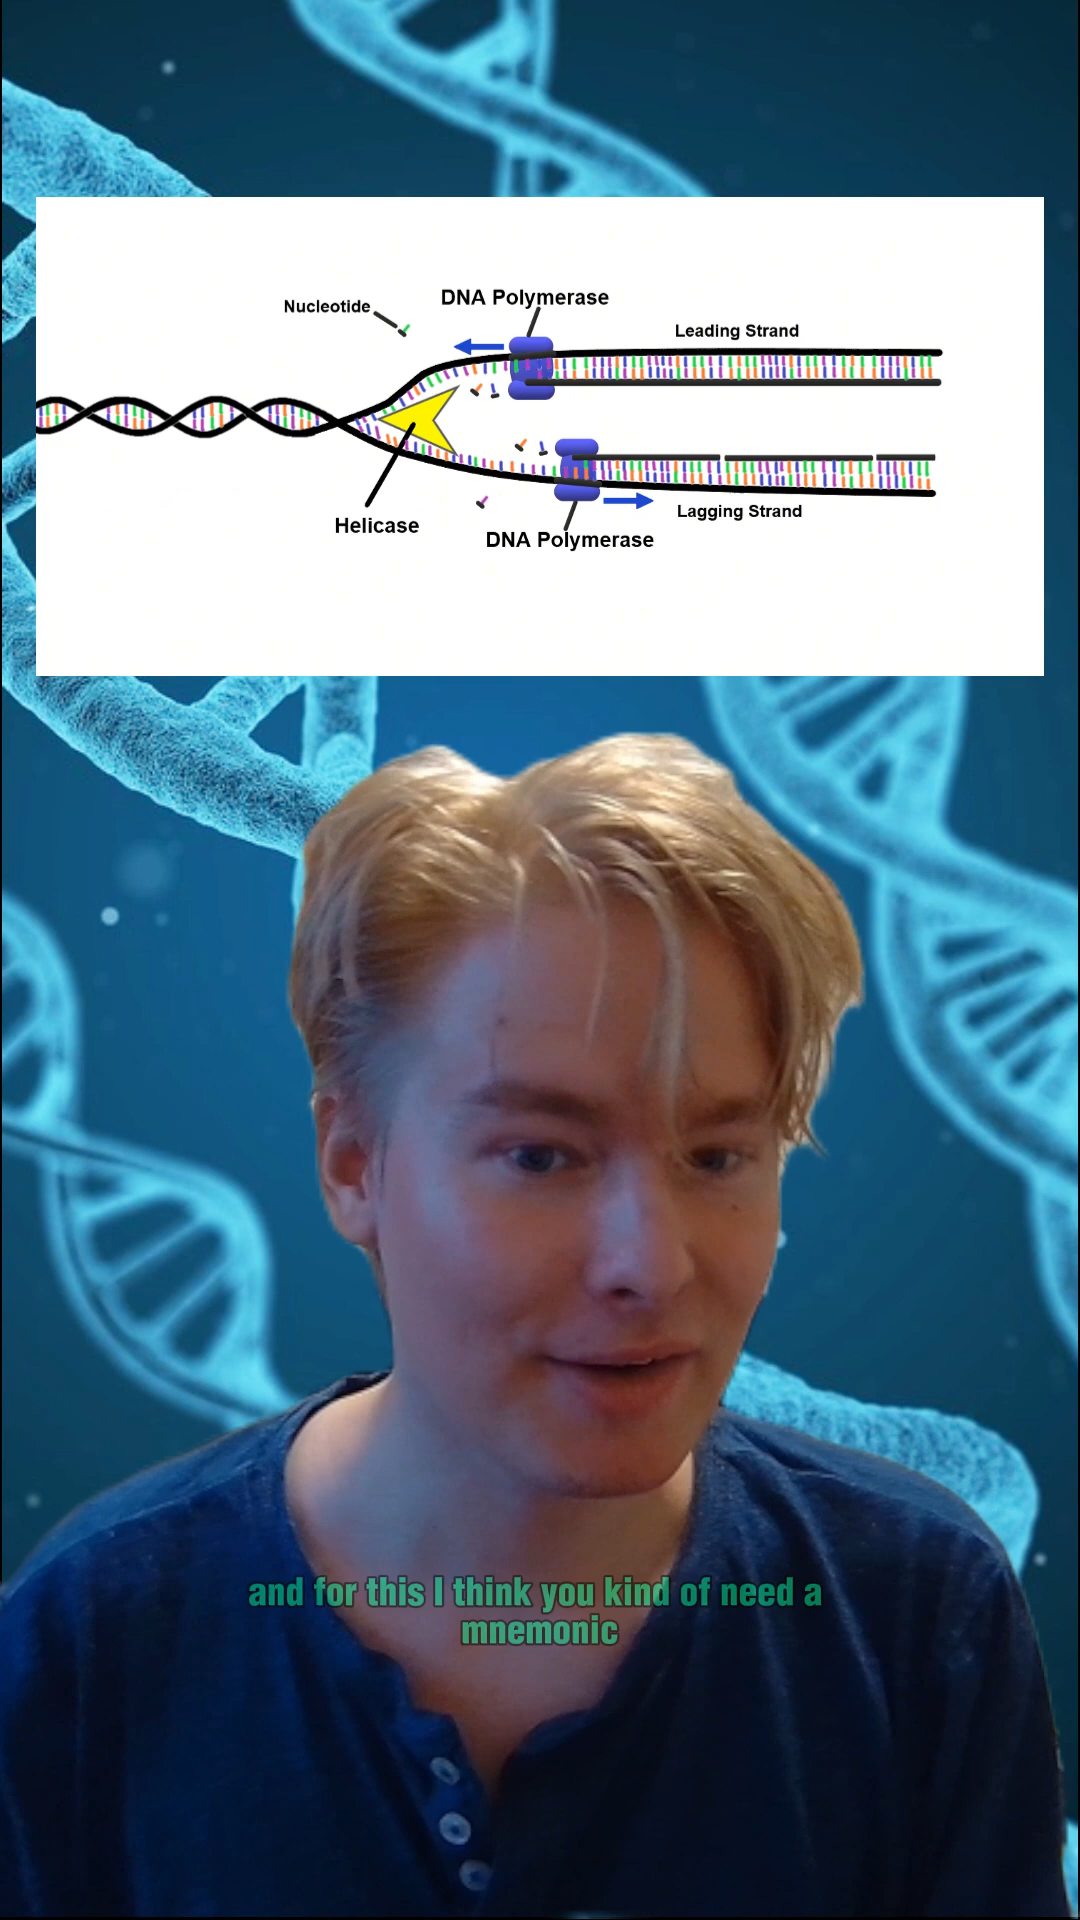 DNA Polymerase
Nucleotide
Leading Strand
Helicase
Lagging Strand
DNA Polymerase
and for this I think you kind of need a
mnemonic